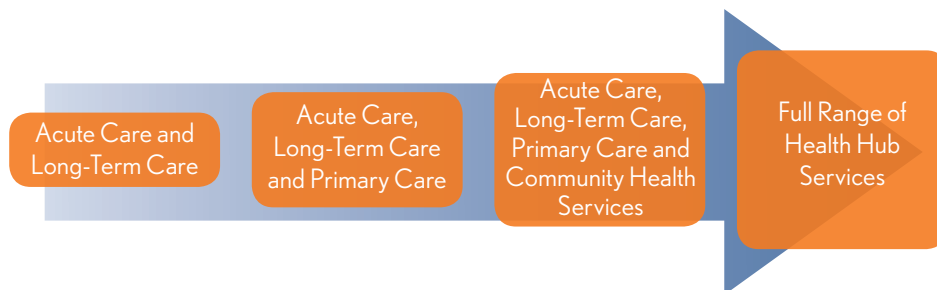 Acute Care and
Long-Term Care
Acute Care,
Long-Term Care
and Primary Care
Acute Care,
Long-Term Care,
Primary Care and
Community Health
Services
Full Range of
Health Hub
Services